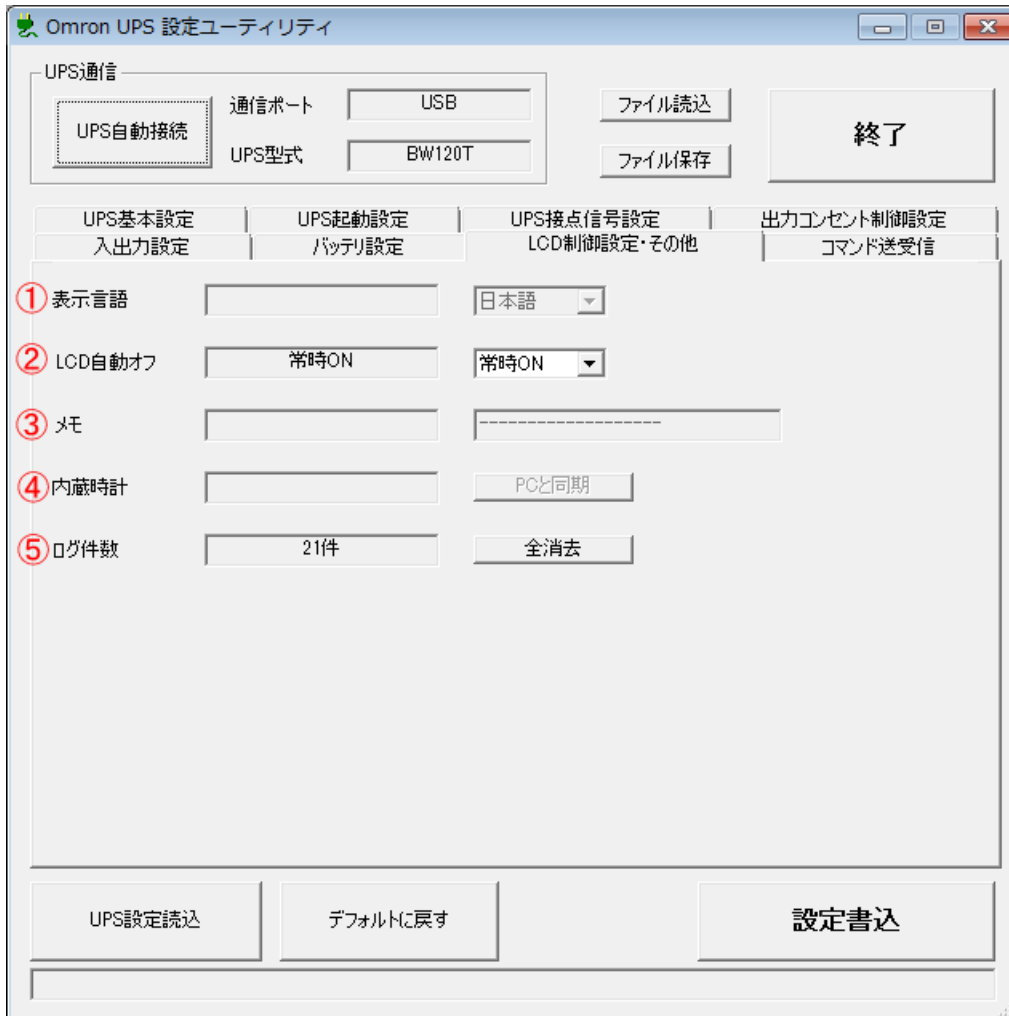 Omron UPS 設定ユーティリティ
UPS通信
UPS自動接続
通信ポート
USB
UPS型式
BW120T
ファイル読込
ファイル保存
終了
UPS基本設定
UPS起動設定
UPS接点信号設定
出力コンセント制御設定
入出力設定
バッテリ設定
LCD制御設定・その他
コマンド送受信
① 表示言語
日本語
② LCD自動オフ
常時ON
常時ON
③ メモ
-------------------
④ 内蔵時計
PCと同期
⑤ ログ件数
21件
全消去
UPS設定読込
デフォルトに戻す
設定書込